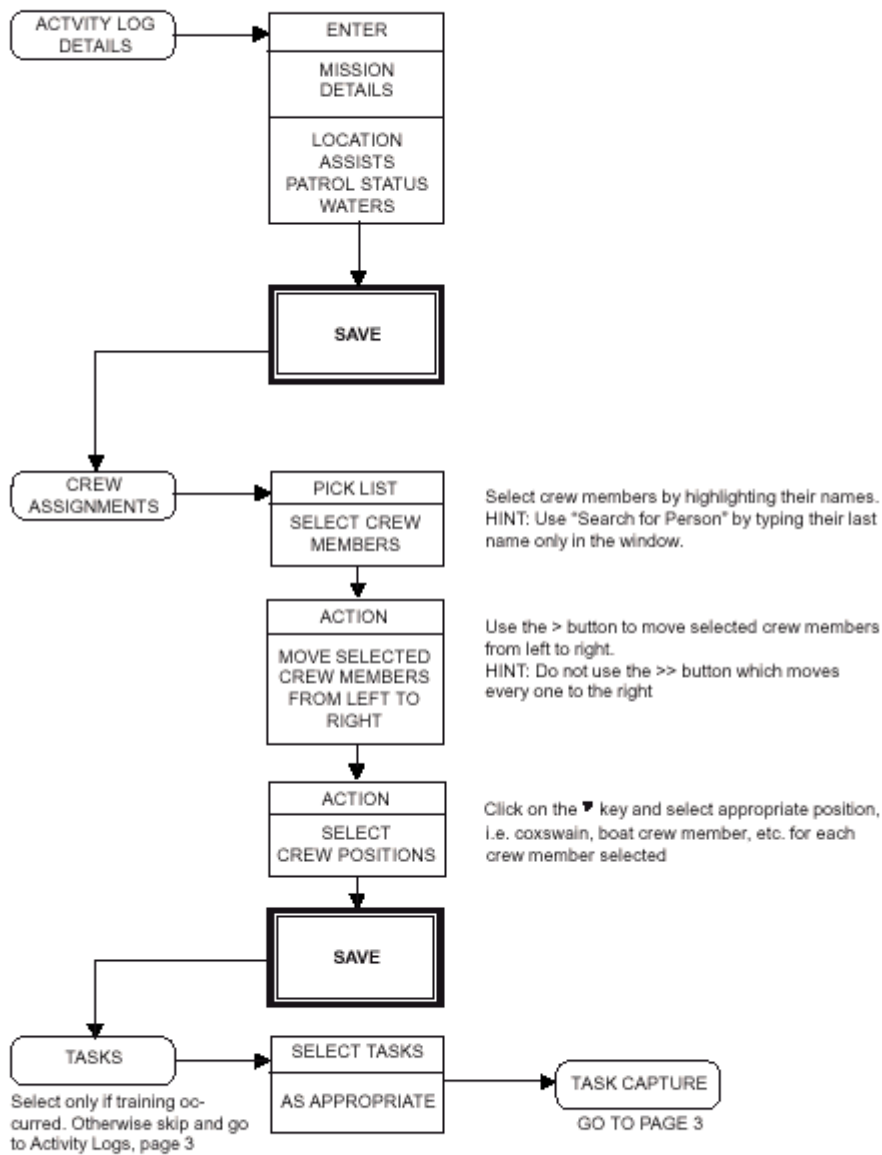 ACTVITY LOG
DETAILS
ENTER
MISSION
DETAILS
LOCATION
ASSISTS
PATROL STATUS
WATERS
SAVE
CREW
ASSIGNMENTS
PICK LIST
SELECT CREW
MEMBERS
Select crew members by highlighting their names.
HINT: Use "Search for Person" by typing their last
name only in the window.
ACTION
MOVE SELECTED
CREW MEMBERS
FROM LEFT TO
RIGHT
Use the > button to move selected crew members
from left to right.
HINT: Do not use the >> button which moves
every one to the right
ACTION
SELECT
CREW POSITIONS
Click on the ▼ key and select appropriate position,
i.e. coxswain, boat crew member, etc. for each
crew member selected
SAVE
TASKS
Select only if training oc-
curred. Otherwise skip and go
to Activity Logs, page 3
SELECT TASKS
AS APPROPRIATE
TASK CAPTURE
GO TO PAGE 3